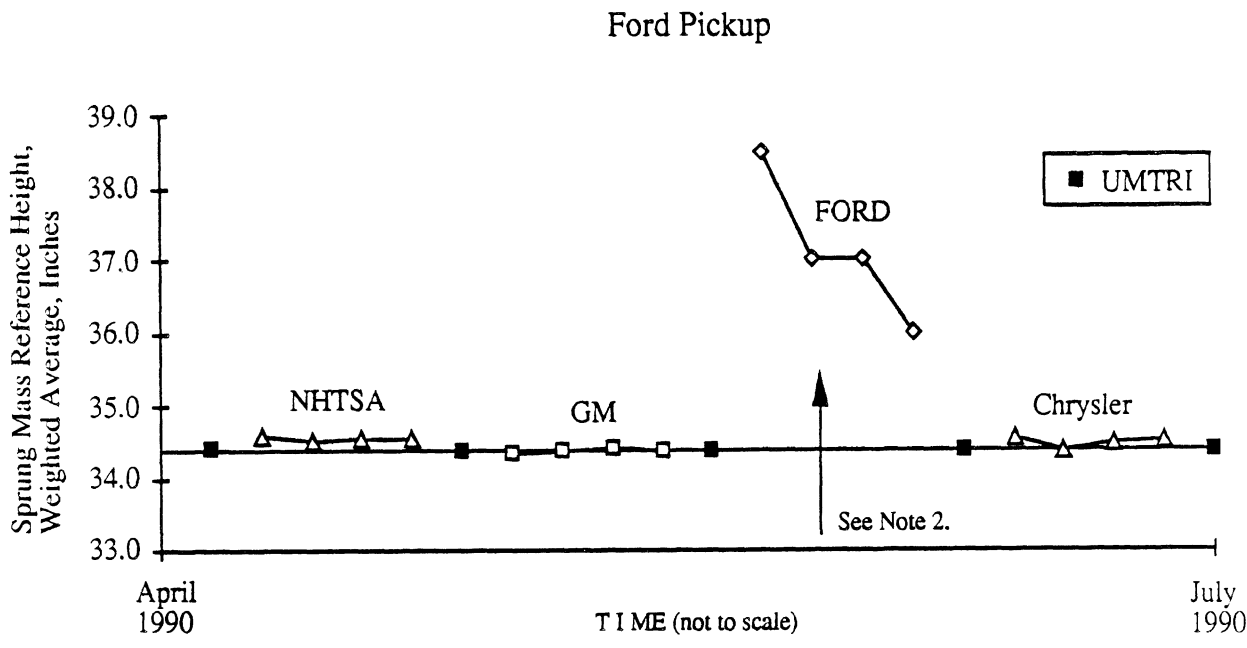 Ford Pickup
Sprung Mass Reference Height,
Weighted Average, Inches
39.0
38.0
37.0
36.0
35.0
34.0
33.0
UMTRI
FORD
NHTSA
GM
Chrysler
See Note 2.
April
1990
T I ME (not to scale)
July
1990